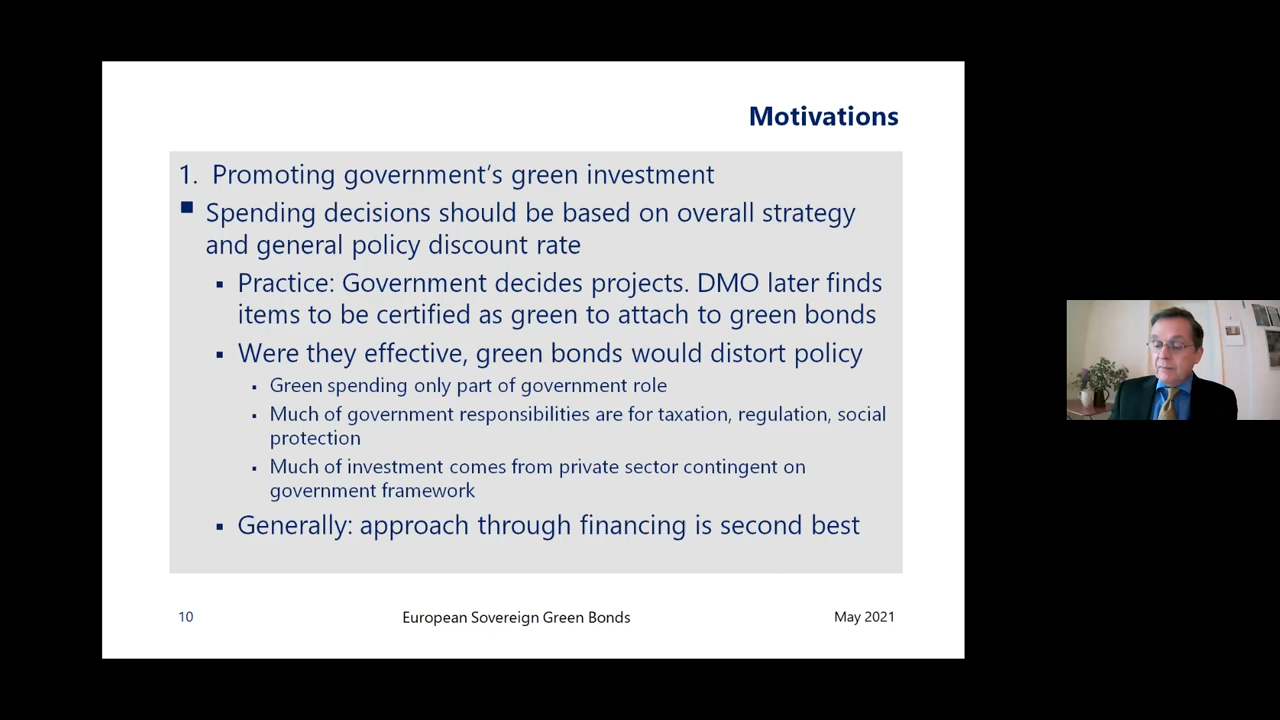 Motivations
1. Promoting government’s green investment
▪ Spending decisions should be based on overall strategy
and general policy discount rate
▪ Practice: Government decides projects. DMO later finds
items to be certified as green to attach to green bonds
▪ Were they effective, green bonds would distort policy
▪ Green spending only part of government role
▪ Much of government responsibilities are for taxation, regulation, social
protection
▪ Much of investment comes from private sector contingent on
government framework
▪ Generally: approach through financing is second best
10 European Sovereign Green Bonds May 2021